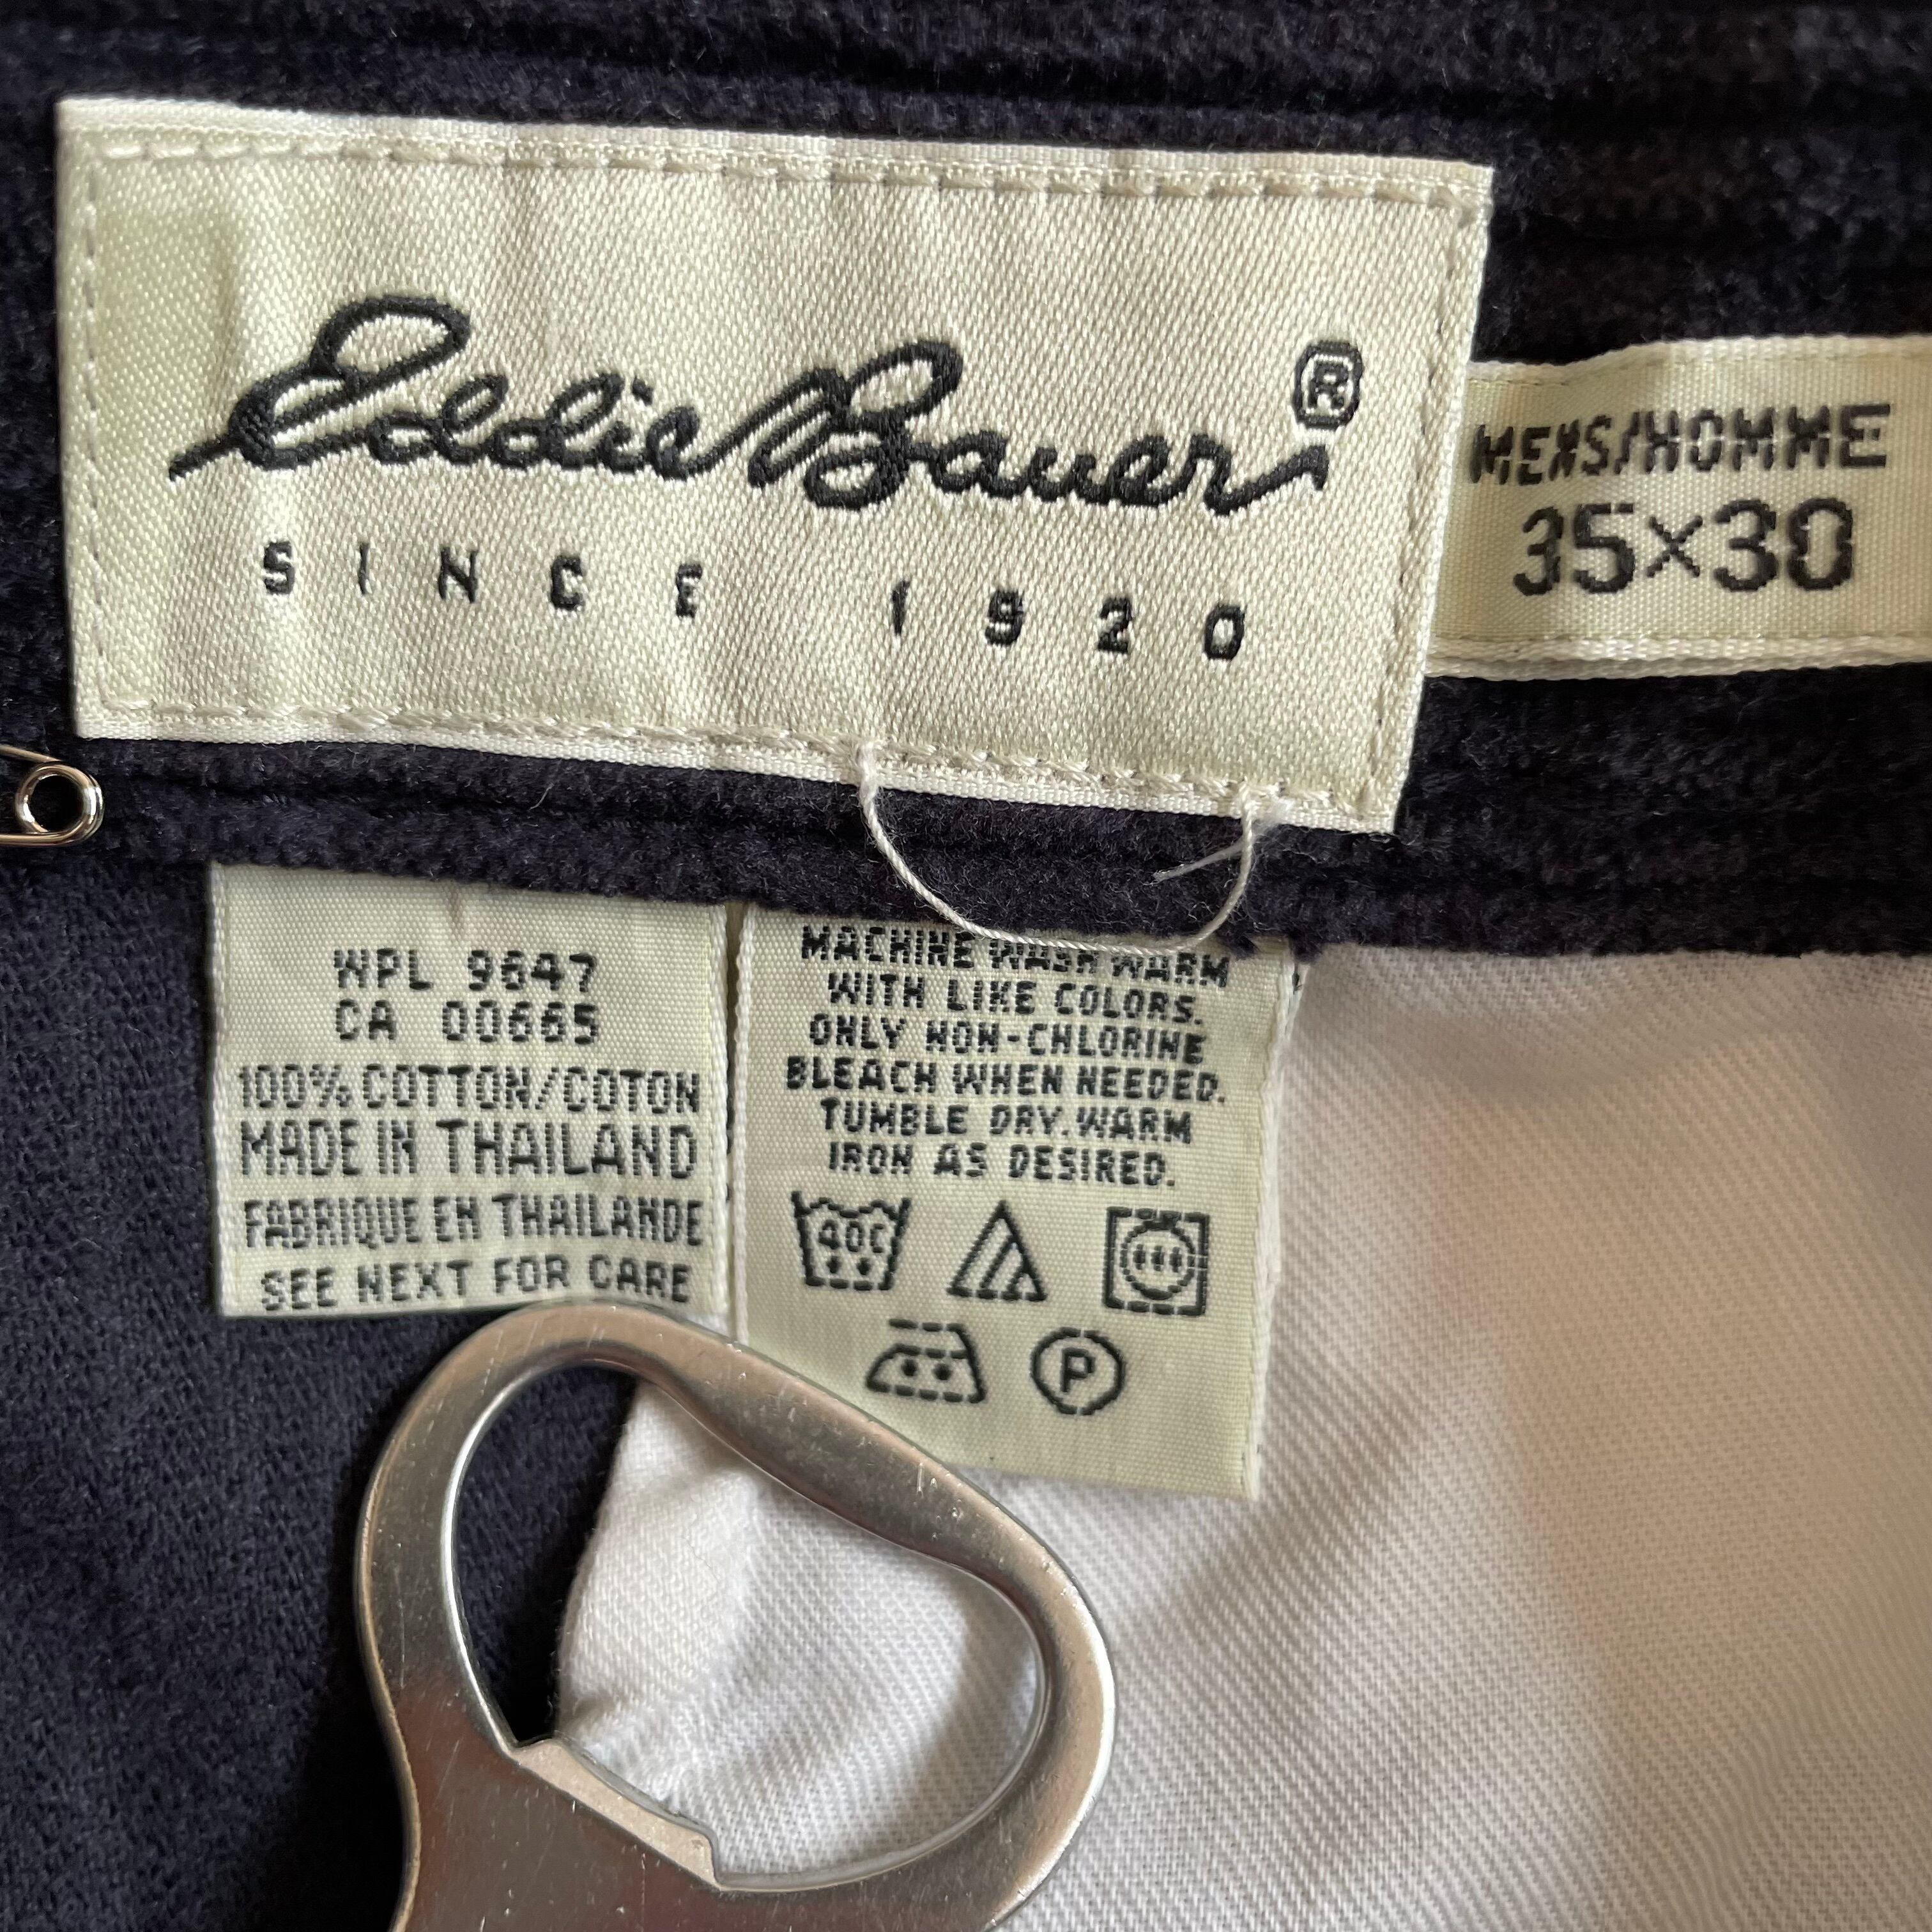 Eddie Bauer ®
SINCE 1920
MENS/HOMME
35×30
WPL 9647
CA 00665
100% COTTON/COTON
MADE IN THAILAND
FABRIQUE EN THAILANDE
SEE NEXT FOR CARE
MACHINE WASH WARM
WITH LIKE COLORS.
ONLY NON-CHLORINE
BLEACH WHEN NEEDED.
TUMBLE DRY. WARM
IRON AS DESIRED.
40C
P